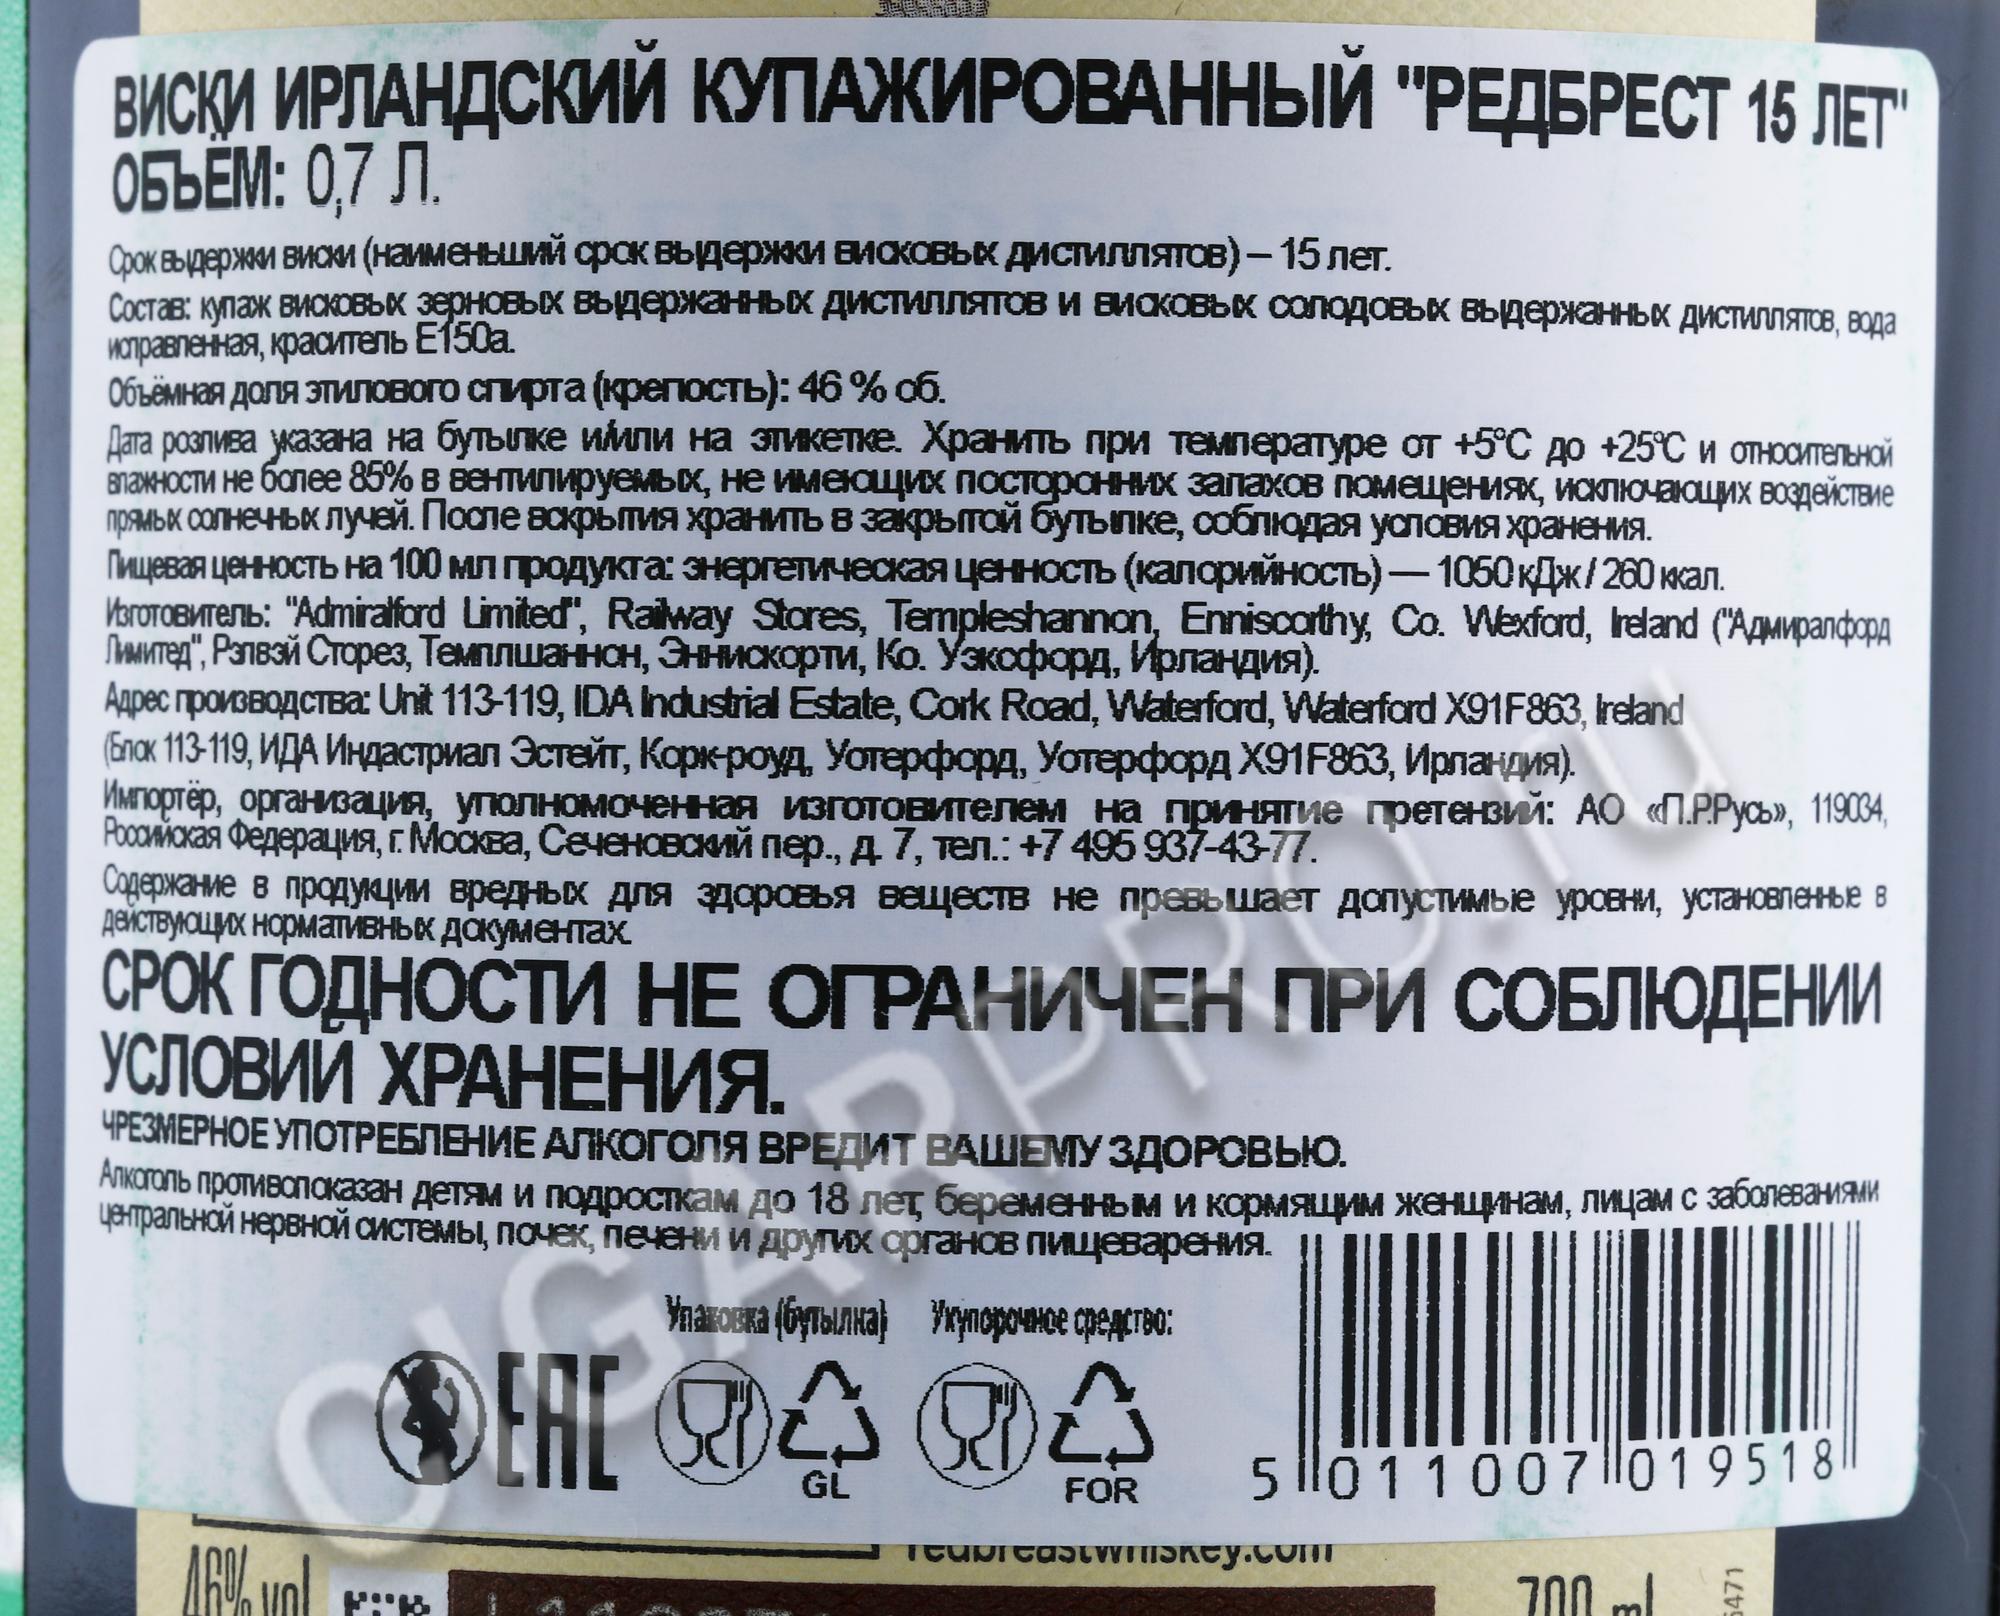 ВИСКИ ИРЛАНДСКИЙ КУПАЖИРОВАННЫЙ "РЕДБРЕСТ 15 ЛЕТ"
ОБЪЁМ: 0,7 Л.
Срок выдержки виски (наименьший срок выдержки висковых дистиллятов) – 15 лет.
Состав: купаж висковых зерновых выдержанных дистиллятов и висковых солодовых выдержанных дистиллятов, вода
исправленная, краситель Е150а.
Объёмная доля этилового спирта (крепость): 46 % об.
Дата розлива указана на бутылке и/или на этикетке. Хранить при температуре от +5°С до +25°С и относительной
влажности не более 85% в вентилируемых, не имеющих посторонних запахов помещениях, исключающих воздействие
прямых солнечных лучей. После вскрытия хранить в закрытой бутылке, соблюдая условия хранения.
Пищевая ценность на 100 мл продукта: энергетическая ценность (калорийность) — 1050 кДж / 260 ккал.
Изготовитель: "Admiralford Limited", Railway Stores, Templeshannon, Enniscorthy, Co. Wexford, Ireland ("Адмиралфорд
Лимитед", Рэлвэй Сторез, Темплшаннон, Эннискорти, Ко. Уэксфорд, Ирландия).
Адрес производства: Unit 113-119, IDA Industrial Estate, Cork Road, Waterford, Waterford X91F863, Ireland
(Блок 113-119, ИДА Индастриал Эстейт, Корк-роуд, Уотерфорд, Уотерфорд X91F863, Ирландия).
Импортёр, организация, уполномоченная изготовителем на принятие претензий: АО «П.Р.Русь», 119034,
Российская Федерация, г. Москва, Сеченовский пер., д. 7, тел.: +7 495 937-43-77.
Содержание в продукции вредных для здоровья веществ не превышает допустимые уровни, установленные в
действующих нормативных документах.
СРОК ГОДНОСТИ НЕ ОГРАНИЧЕН ПРИ СОБЛЮДЕНИИ
УСЛОВИЙ ХРАНЕНИЯ.
ЧРЕЗМЕРНОЕ УПОТРЕБЛЕНИЕ АЛКОГОЛЯ ВРЕДИТ ВАШЕМУ ЗДОРОВЬЮ.
Алкоголь противопоказан детям и подросткам до 18 лет, беременным и кормящим женщинам, лицам с заболеваниями
центральной нервной системы, почек, печени и других органов пищеварения.
Упаковка (бутылка) Укупорочное средство:
EAC
GL FOR
5 011007 019518
redbreastwhiskey.com
46% vol 700 ml
CIGARPRO.ru